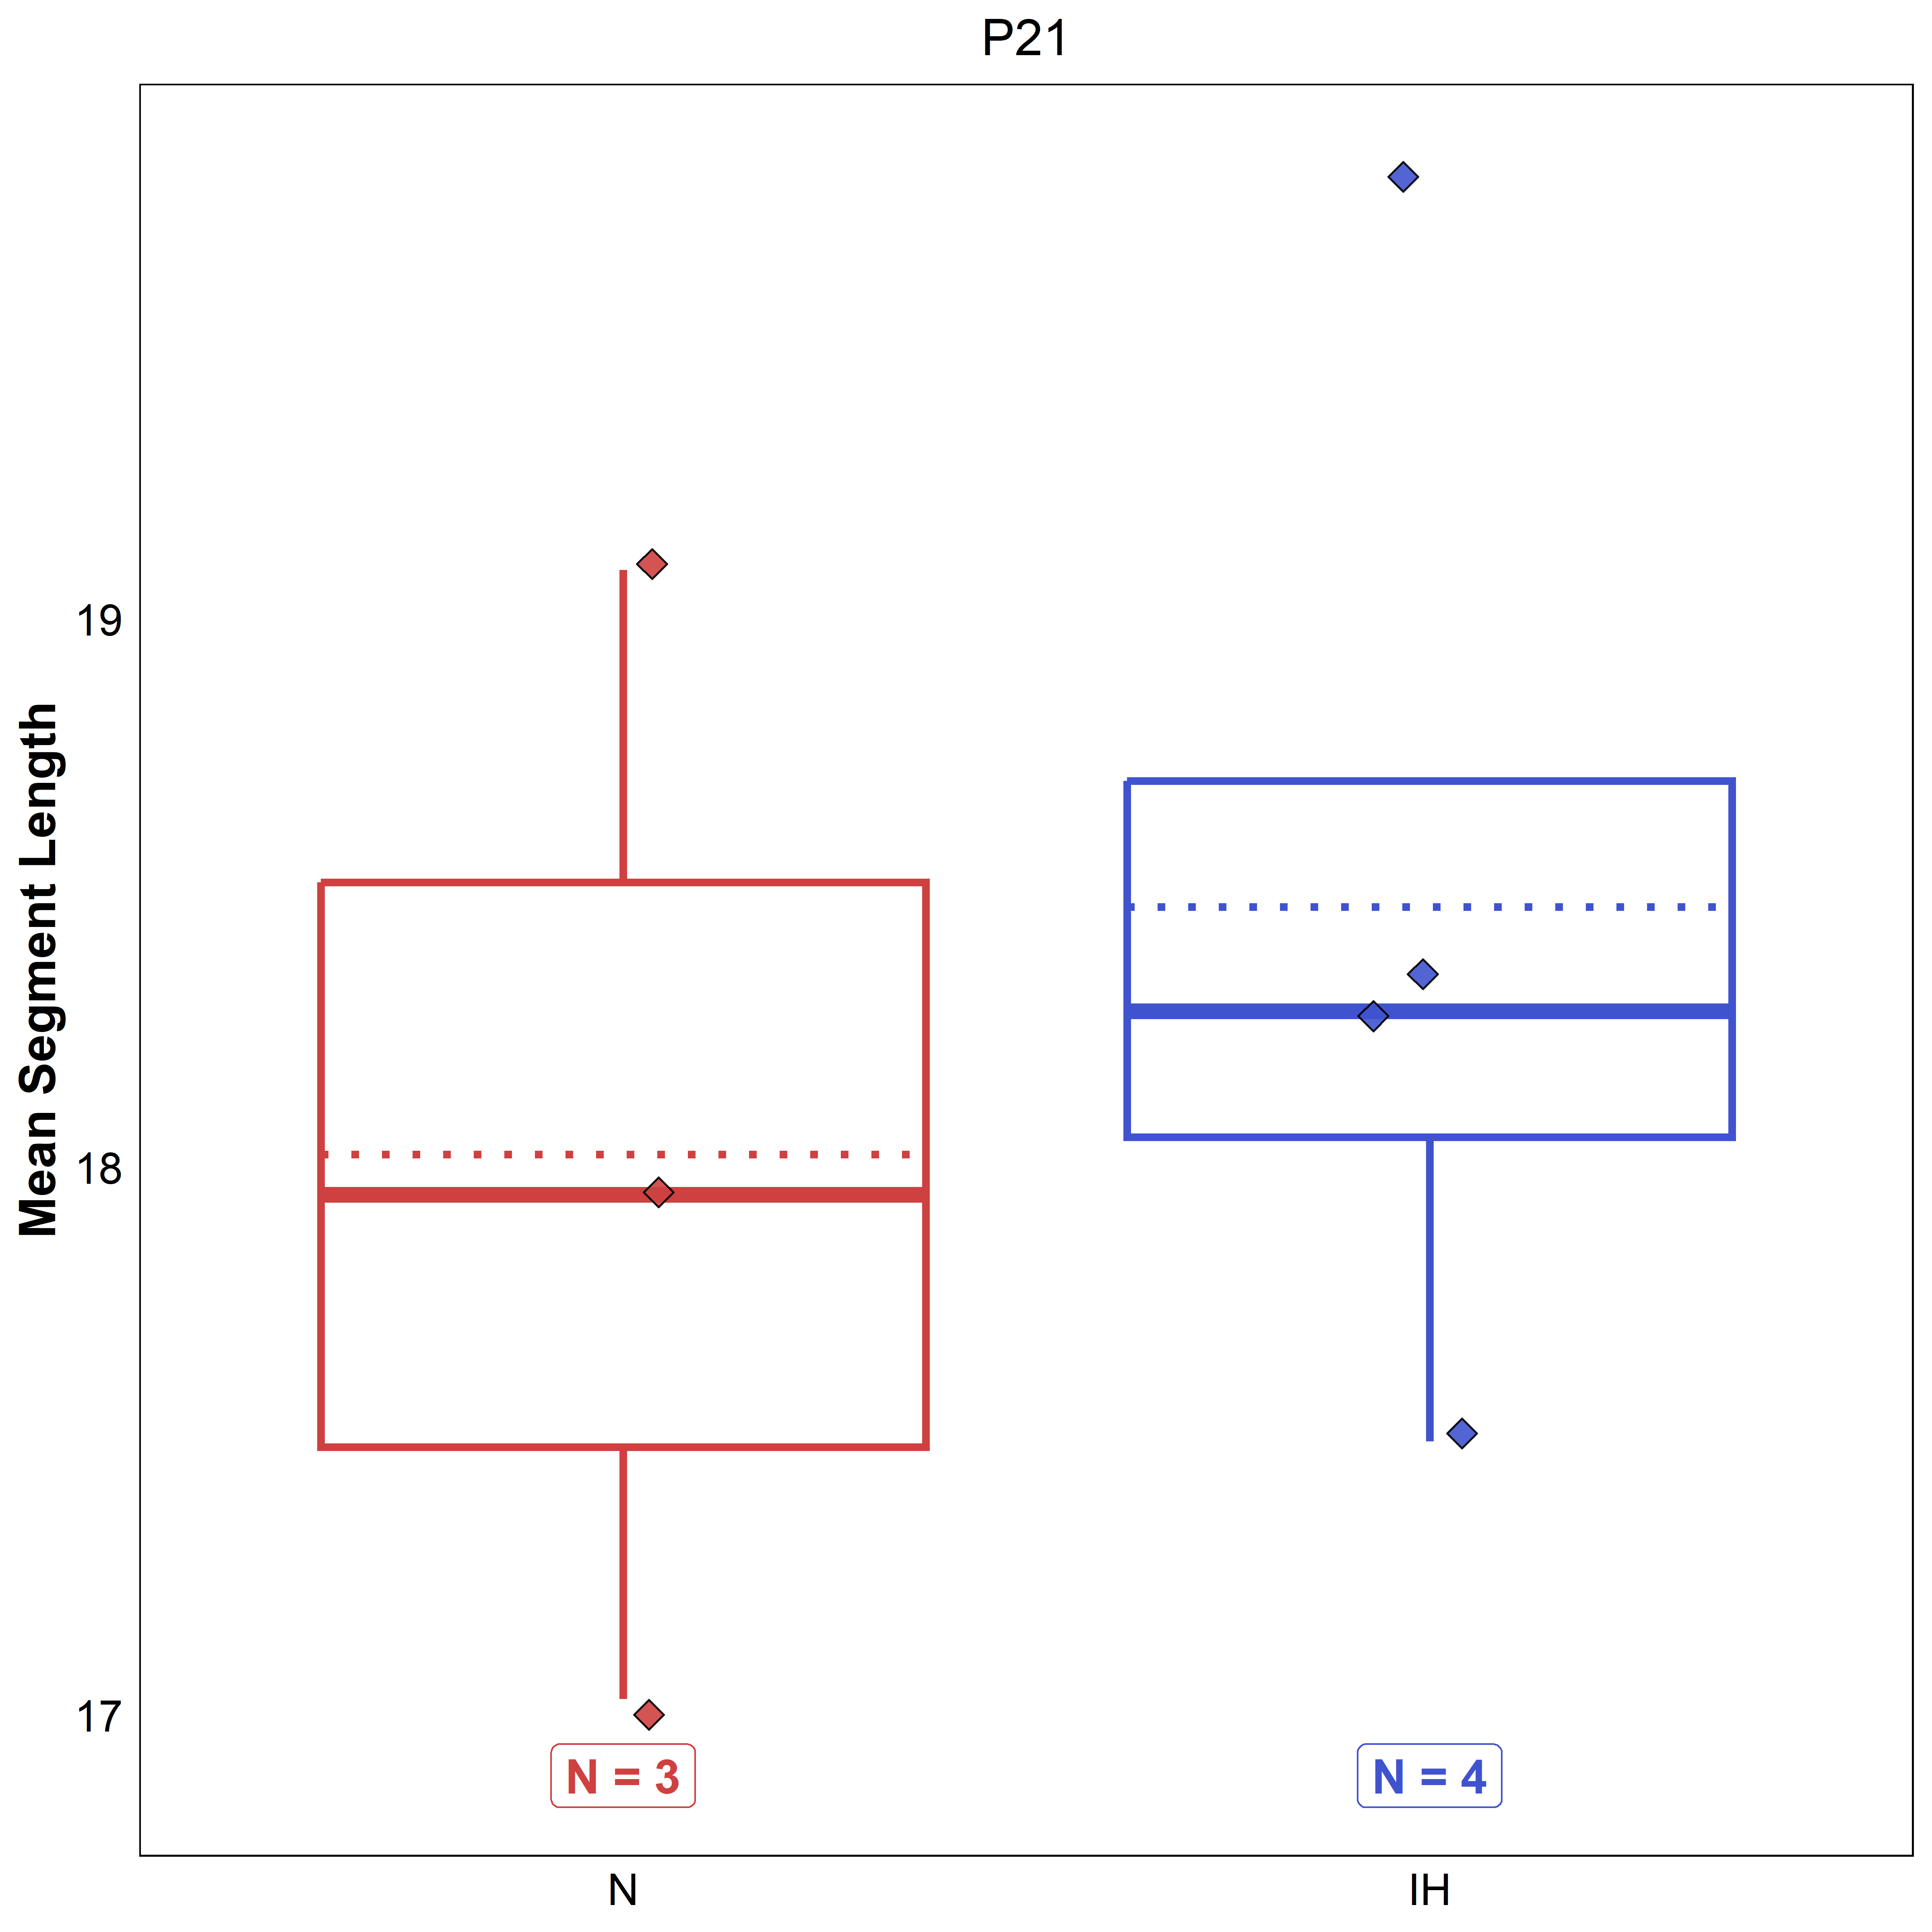 P21
Mean Segment Length
19
18
17
N = 3
N = 4
N
IH